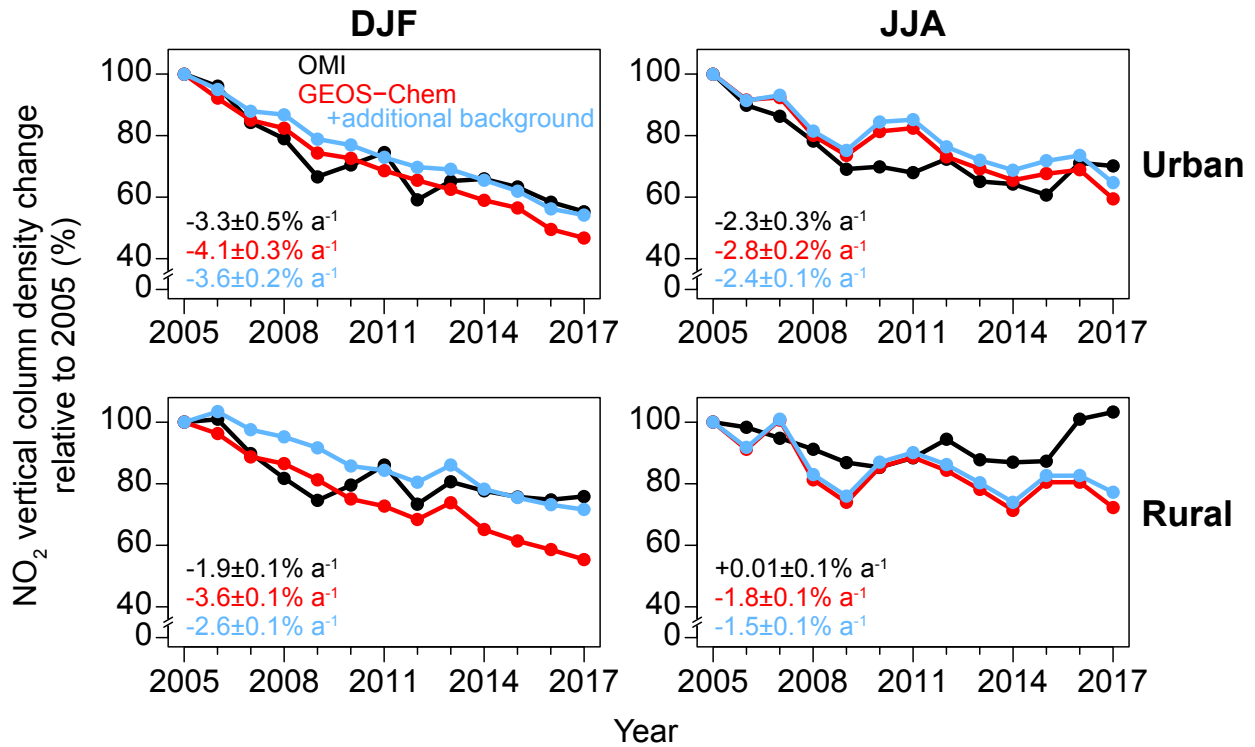 DJF
JJA
NO2 vertical column density change
relative to 2005 (%)
100
80
60
40
0
OMI
GEOS−Chem
+additional background
-3.3±0.5% a-1
-4.1±0.3% a-1
-3.6±0.2% a-1
2005 2008 2011 2014 2017
100
80
60
40
0
-2.3±0.3% a-1
-2.8±0.2% a-1
-2.4±0.1% a-1
2005 2008 2011 2014 2017
Urban
100
80
60
40
0
-1.9±0.1% a-1
-3.6±0.1% a-1
-2.6±0.1% a-1
2005 2008 2011 2014 2017
100
80
60
40
0
+0.01±0.1% a-1
-1.8±0.1% a-1
-1.5±0.1% a-1
2005 2008 2011 2014 2017
Rural
Year